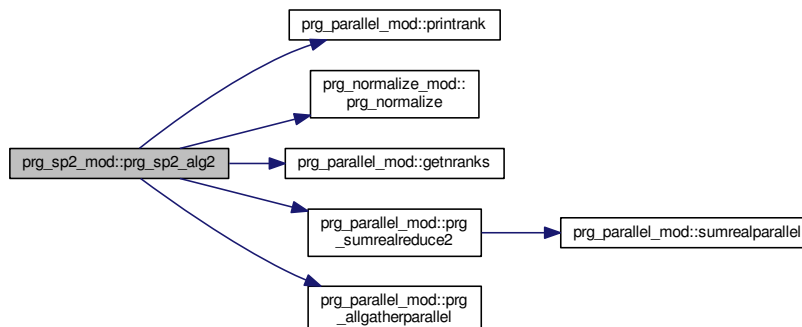 prg_parallel_mod::printrank
prg_normalize_mod::
prg_normalize
prg_sp2_mod::prg_sp2_alg2
prg_parallel_mod::getnranks
prg_parallel_mod::prg
_sumrealreduce2
prg_parallel_mod::sumrealparallel
prg_parallel_mod::prg
_allgatherparallel